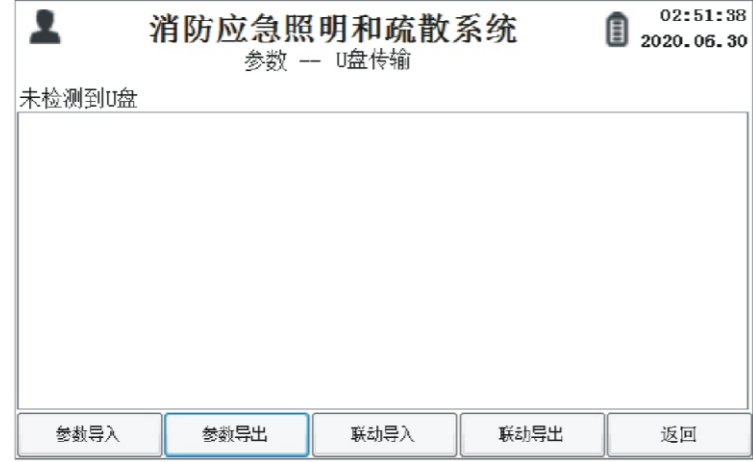 消防应急照明和疏散系统
02:51:38
参数 -- U盘传输
2020.06.30
未检测到U盘
参数导入 参数导出 联动导入 联动导出 返回